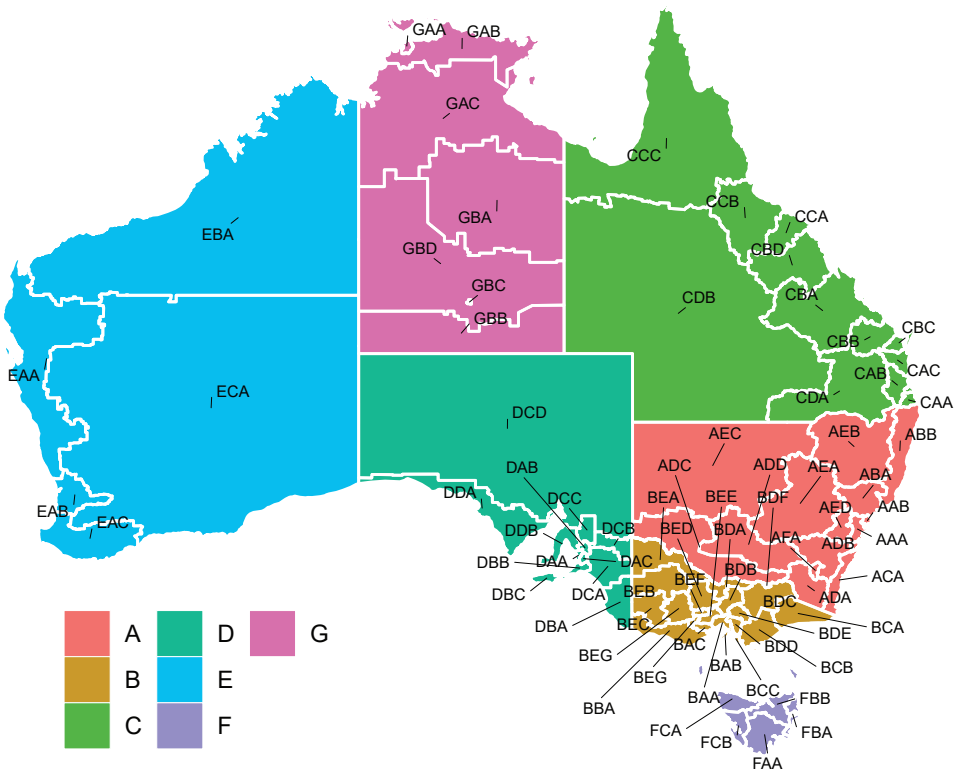 GAA GAB
GAC
CCC
CCB
GBA CCA
EBA
GBD CBD
GBC CBA
CDB
GBB
CBB CBC
EAA CAB CAC
ECA CDA CAA
DCD
AEC AEB ABB
DAB ADC ADD AEA ABA
DDA DCC BEA BEE BDF
EAB AED AAB
EAC DDB DCB BED BDA AFA ADB AAA
DBB DAA DAC BDB
BEF ACA
DBC DCA BEB BDC ADA
DBA BEC BDE BCA
BEG BAC BDD
BEG BAB BCB
BBA BAA BCC FBB
FCA FBA
FCB
FAA
A D G
B E
C F